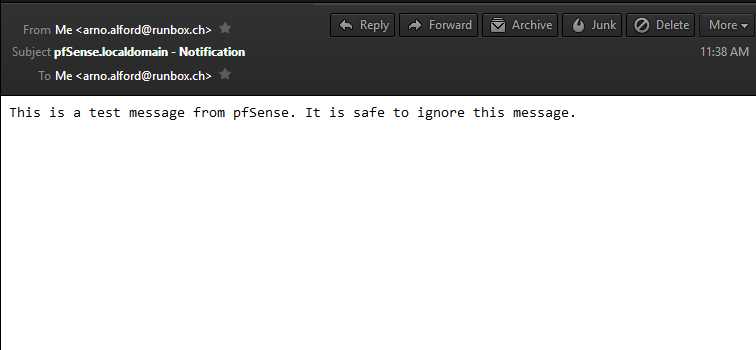 From Me <arno.alford@runbox.ch> Reply Forward Archive Junk Delete More
Subject pfSense.localdomain - Notification 11:38 AM
To Me <arno.alford@runbox.ch>
This is a test message from pfSense. It is safe to ignore this message.